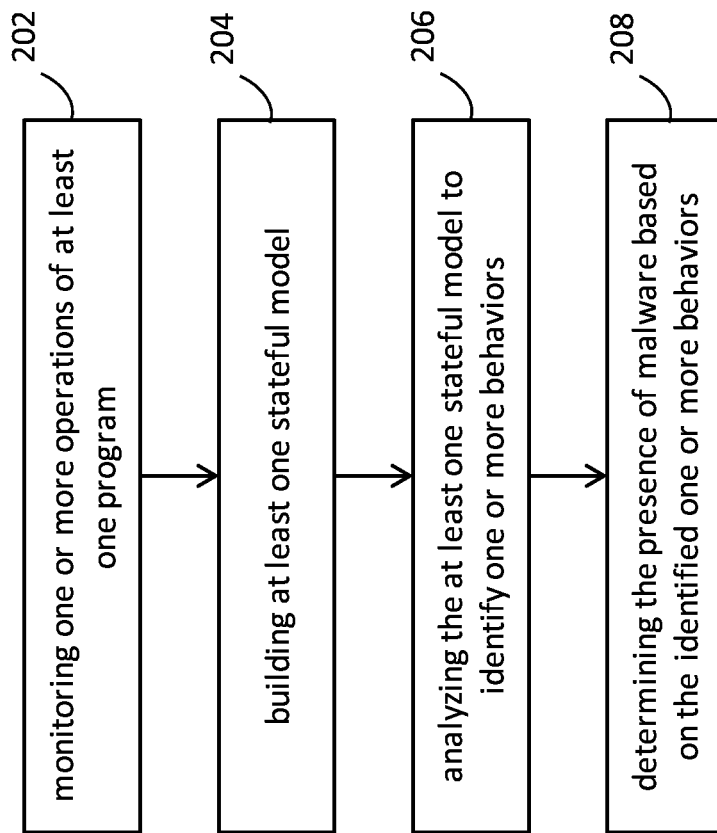 202
monitoring one or more operations of at least
one program
204
building at least one stateful model
206
analyzing the at least one stateful model to
identify one or more behaviors
208
determining the presence of malware based
on the identified one or more behaviors